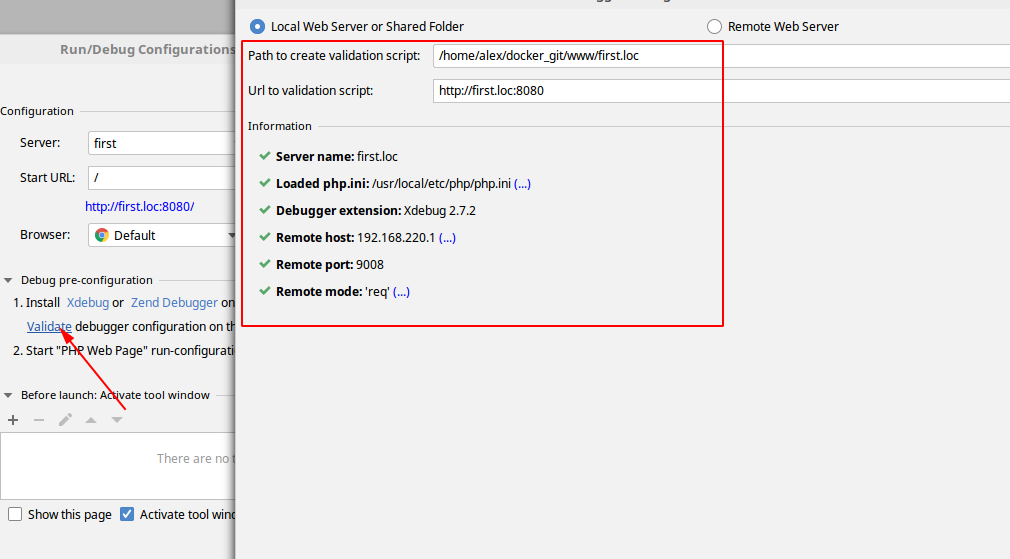 Run/Debug Configurations
Configuration
Server: first
Start URL: /
http://first.loc:8080/
Browser: Default
Debug pre-configuration
1. Install Xdebug or Zend Debugger on
Validate debugger configuration on
2. Start "PHP Web Page"
Before launch: Activate tool window
There are no
Show this page Activate tool
Local Web Server or Shared Folder Remote Web Server
Path to create validation script: /home/alex/docker_git/www/first.loc
Url to validation script: http://first.loc:8080
Information
Server name: first.loc
Loaded php.ini: /usr/local/etc/php/php.ini (...)
Debugger extension: Xdebug 2.7.2
Remote host: 192.168.220.1 (...)
Remote port: 9008
Remote mode: 'req' (...)